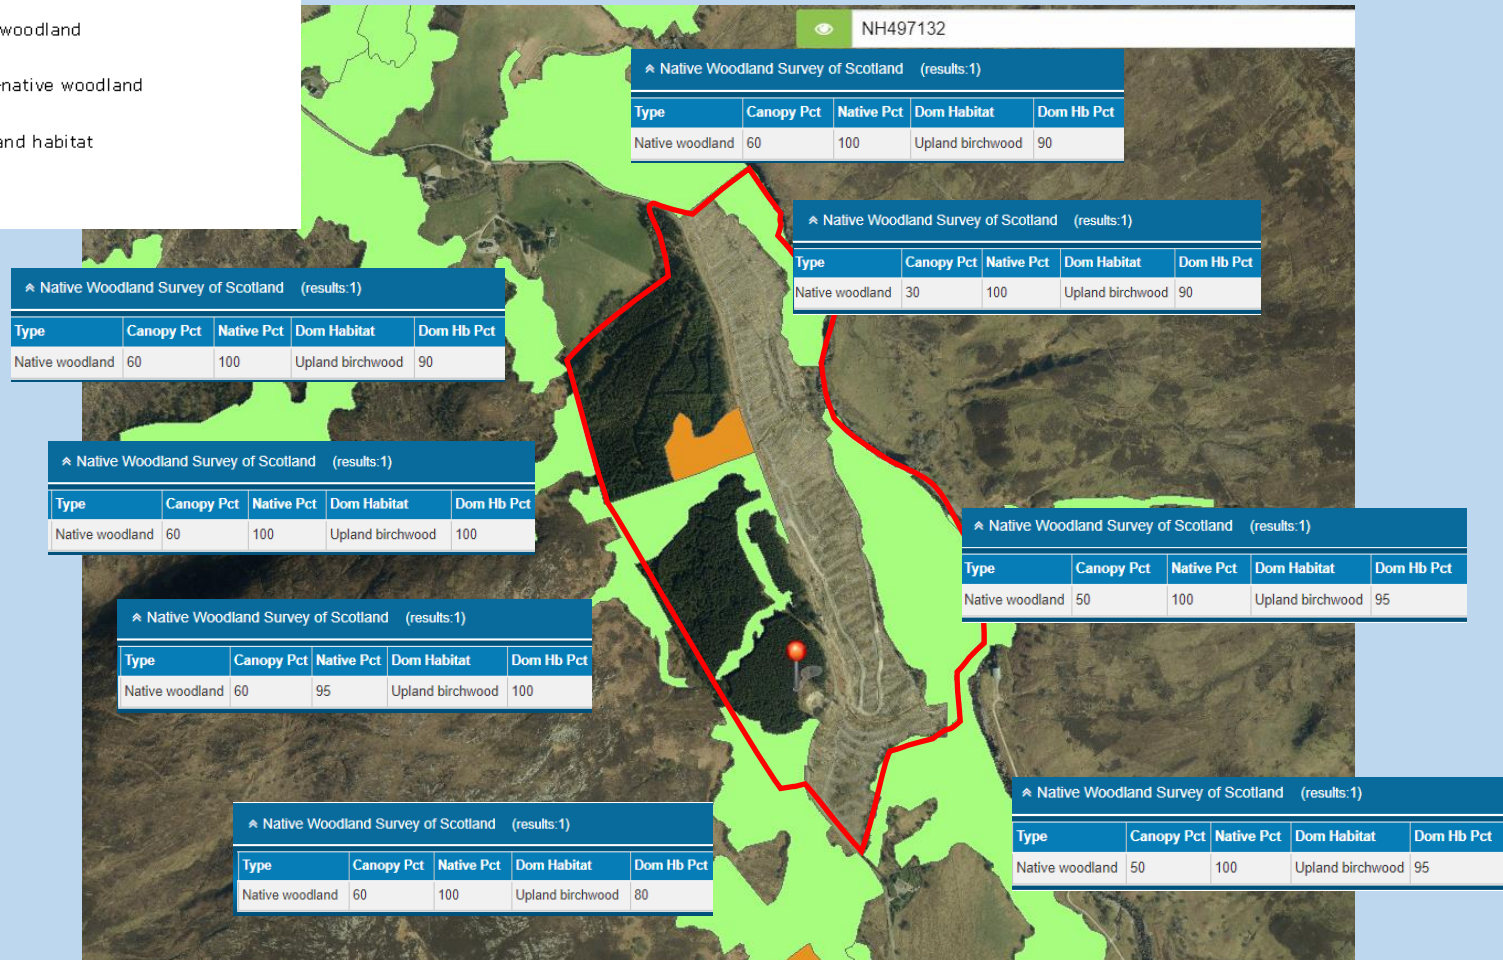 woodland
native woodland
and habitat
NH497132
Native Woodland Survey of Scotland (results:1)
Type Canopy Pct Native Pct Dom Habitat Dom Hb Pct
Native woodland 60 100 Upland birchwood 90
Native Woodland Survey of Scotland (results:1)
Type Canopy Pct Native Pct Dom Habitat Dom Hb Pct
Native woodland 30 100 Upland birchwood 90
Native Woodland Survey of Scotland (results:1)
Type Canopy Pct Native Pct Dom Habitat Dom Hb Pct
Native woodland 60 100 Upland birchwood 90
Native Woodland Survey of Scotland (results:1)
Type Canopy Pct Native Pct Dom Habitat Dom Hb Pct
Native woodland 60 100 Upland birchwood 100
Native Woodland Survey of Scotland (results:1)
Type Canopy Pct Native Pct Dom Habitat Dom Hb Pct
Native woodland 50 100 Upland birchwood 95
Native Woodland Survey of Scotland (results:1)
Type Canopy Pct Native Pct Dom Habitat Dom Hb Pct
Native woodland 60 95 Upland birchwood 100
Native Woodland Survey of Scotland (results:1)
Type Canopy Pct Native Pct Dom Habitat Dom Hb Pct
Native woodland 50 100 Upland birchwood 95
Native Woodland Survey of Scotland (results:1)
Type Canopy Pct Native Pct Dom Habitat Dom Hb Pct
Native woodland 60 100 Upland birchwood 80